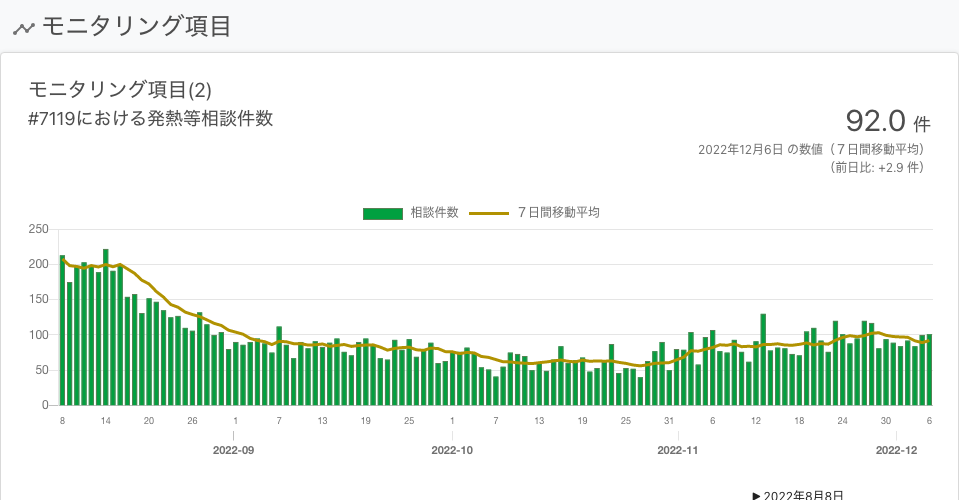 モニタリング項目
モニタリング項目(2)
#7119における発熱等相談件数
92.0 件
2022年12月6日 の数値（７日間移動平均）
（前日比: +2.9 件）
相談件数 ７日間移動平均
250
200
150
100
50
0
8 14 20 26 1 7 13 19 25 1 7 13 19 25 31 6 12 18 24 30 6
2022-09 2022-10 2022-11 2022-12
▶ 2022年8月8日